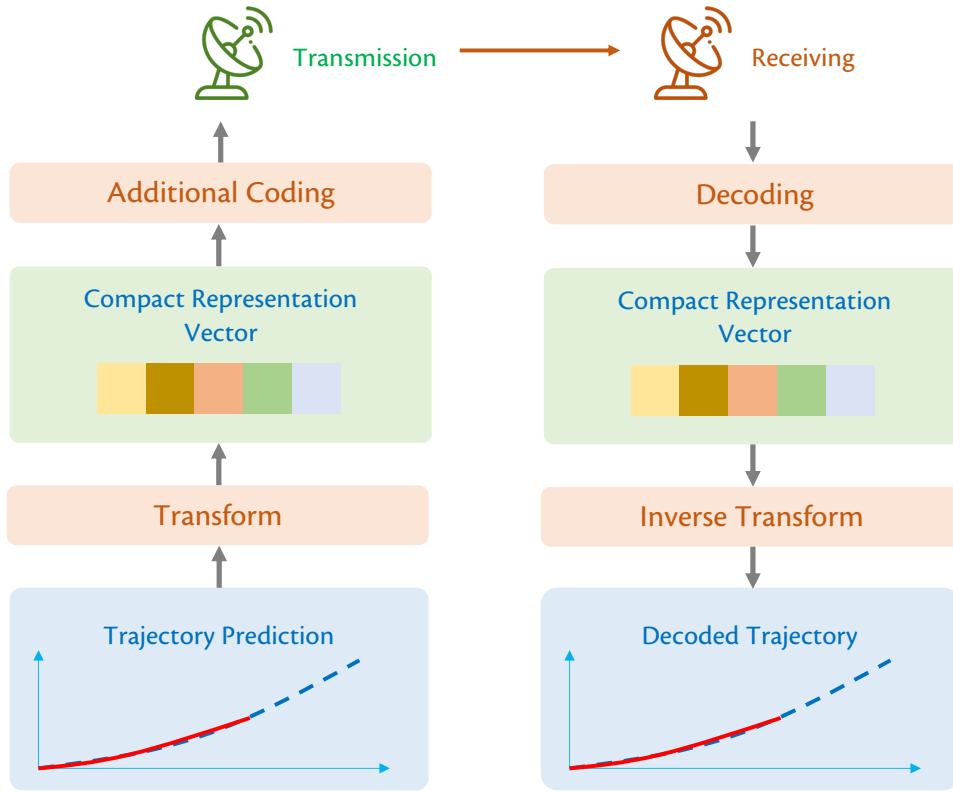 Transmission
Receiving
Additional Coding
Decoding
Compact Representation
Vector
Compact Representation
Vector
Transform
Inverse Transform
Trajectory Prediction
Decoded Trajectory